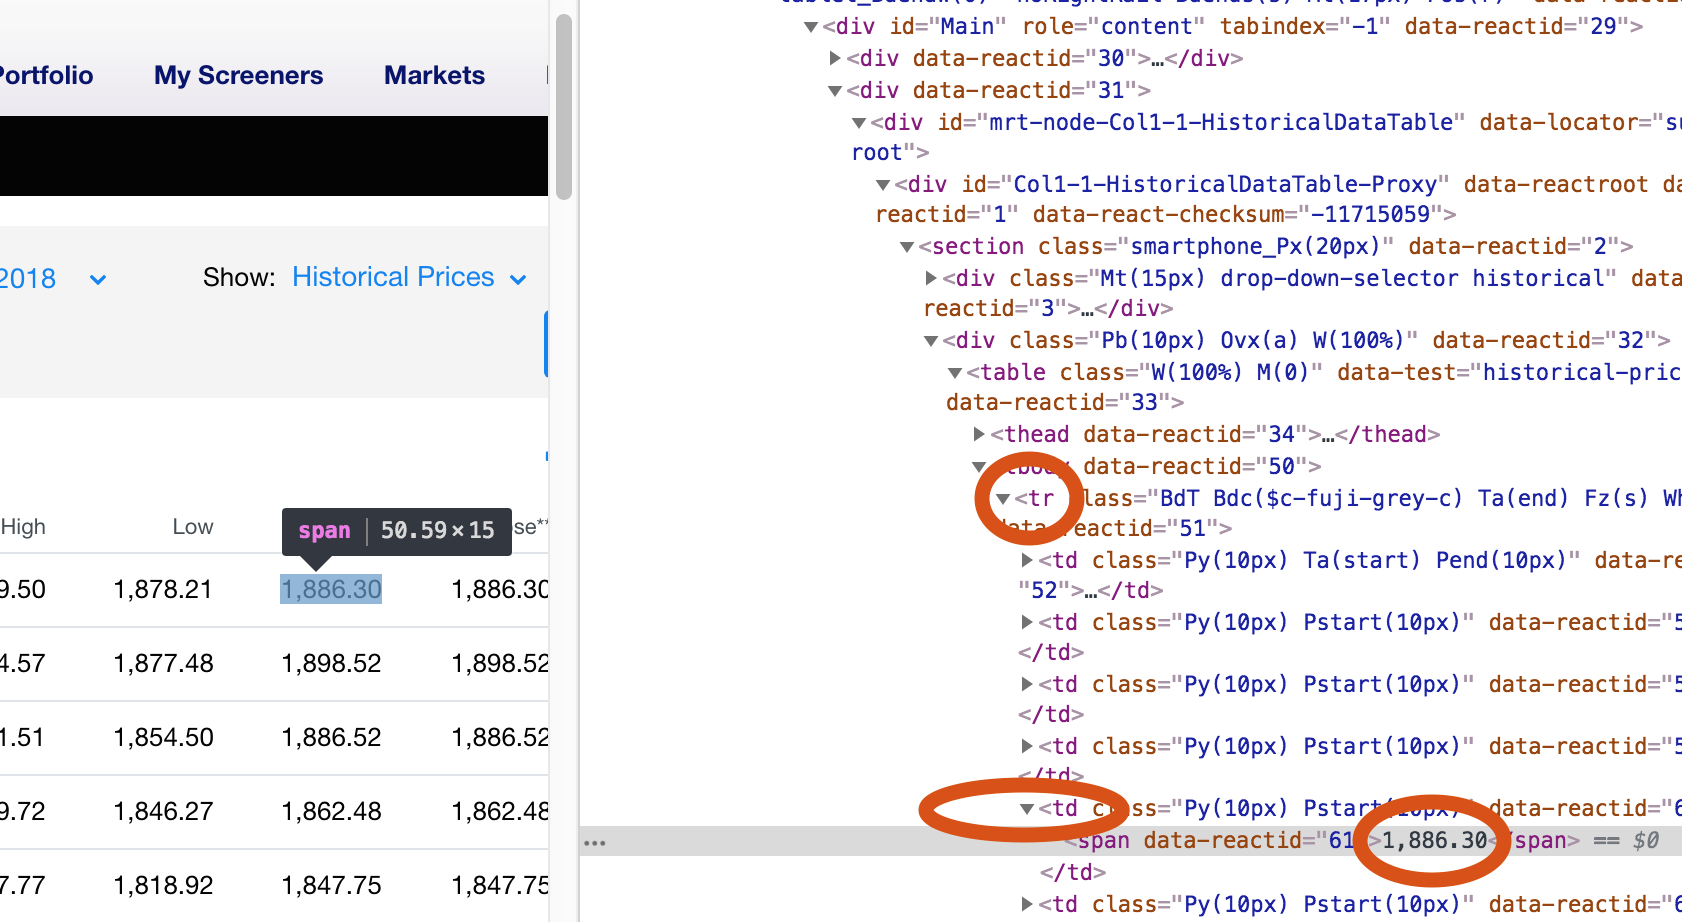 Portfolio My Screeners Markets
2018 Show: Historical Prices
High Low se**
span 50.59×15
9.50 1,878.21 1,886.30 1,886.30
4.57 1,877.48 1,898.52 1,898.52
1.51 1,854.50 1,886.52 1,886.52
9.72 1,846.27 1,862.48 1,862.48
7.77 1,818.92 1,847.75 1,847.75
<div id="Main" role="content" tabindex="-1" data-reactid="29">
<div data-reactid="30">…</div>
<div data-reactid="31">
<div id="mrt-node-Col1-1-HistoricalDataTable" data-locator="su
root">
<div id="Col1-1-HistoricalDataTable-Proxy" data-reactroot da
reactid="1" data-react-checksum="-11715059">
<section class="smartphone_Px(20px)" data-reactid="2">
<div class="Mt(15px) drop-down-selector historical" data
reactid="3">…</div>
<div class="Pb(10px) Ovx(a) W(100%)" data-reactid="32">
<table class="W(100%) M(0)" data-test="historical-pric
data-reactid="33">
<thead data-reactid="34">…</thead>
tbody data-reactid="50">
<tr class="BdT Bdc($c-fuji-grey-c) Ta(end) Fz(s) Wh
data-reactid="51">
<td class="Py(10px) Ta(start) Pend(10px)" data-re
"52">…</td>
<td class="Py(10px) Pstart(10px)" data-reactid="5
</td>
<td class="Py(10px) Pstart(10px)" data-reactid="5
</td>
<td class="Py(10px) Pstart(10px)" data-reactid="5
</td>
<td class="Py(10px) Pstart(10px)" data-reactid="6
… <span data-reactid="61">1,886.30</span> == $0
</td>
<td class="Py(10px) Pstart(10px)" data-reactid="6